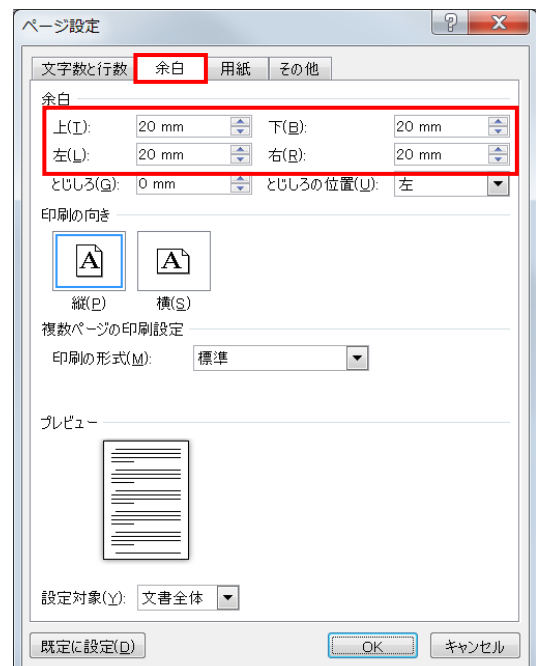 ページ設定
文字数と行数 余白 用紙 その他
余白
上(T): 20 mm 下(B): 20 mm
左(L): 20 mm 右(R): 20 mm
とじしろ(G): 0 mm とじしろの位置(U): 左
印刷の向き
A A
縦(P) 横(S)
複数ページの印刷設定
印刷の形式(M): 標準
プレビュー
設定対象(Y): 文書全体
既定に設定(D) OK キャンセル